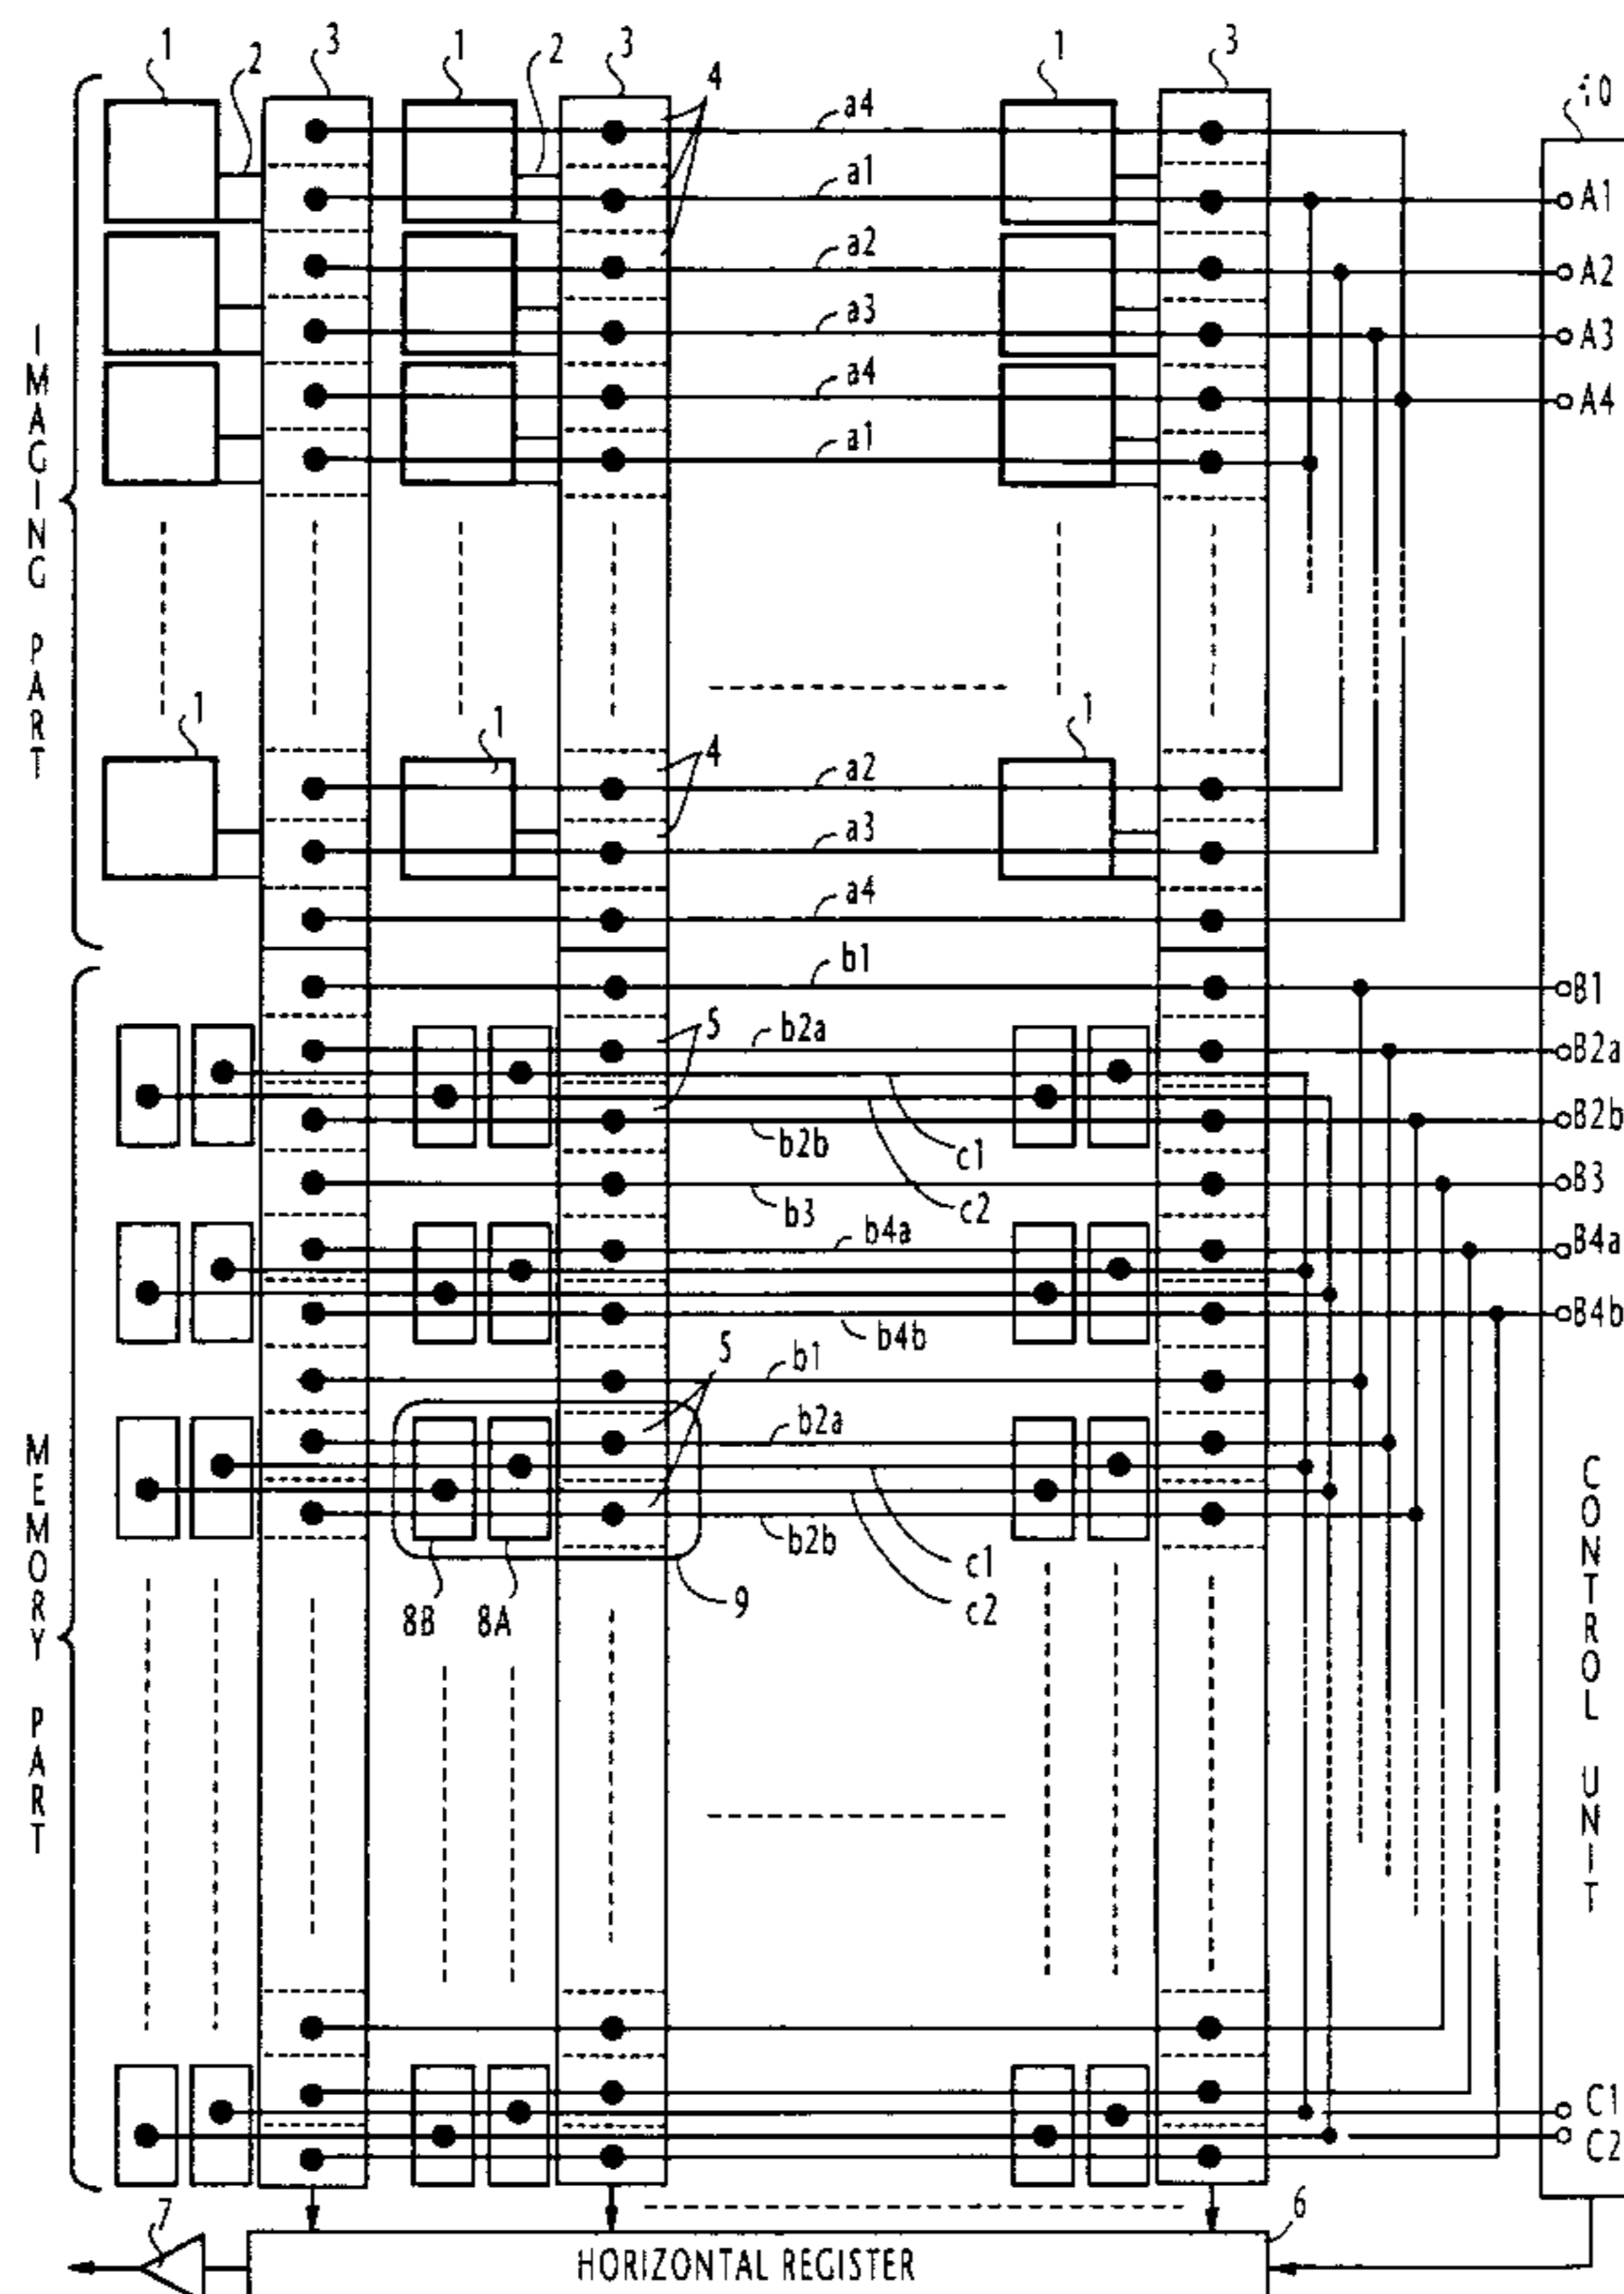 1 2 3 1 2 3 4 1 3 10
a4
a1 A1
a2 A2
a3 A3
a4 A4
a1
IMAGING PART
1 1 4 1
a2
a3
a4
b1 B1
5 b2a B2a
b2b B2b
c1
b3 c2 B3
b4a B4a
b4b B4b
5 b1
b2a
b2b
c1
8B 8A 9 c2
MEMORY PART
CONTROL UNIT
C1
C2
7 6
HORIZONTAL REGISTER